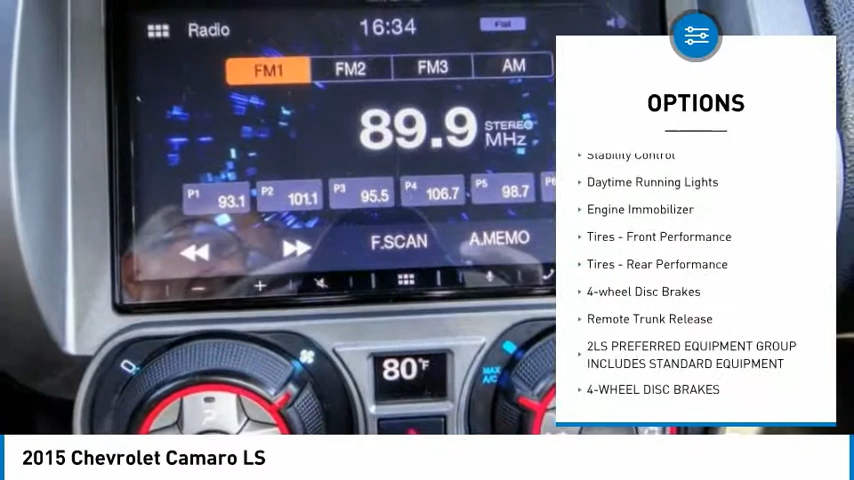 Radio
16:34
Flat
FM1 FM2 FM3 AM
89.9 STEREO MHz
P1 93.1 P2 101.1 P3 95.5 P4 106.7 P5 98.7 P6
F.SCAN A.MEMO
80°F
MAX A/C
OPTIONS
Stability Control
Daytime Running Lights
Engine Immobilizer
Tires - Front Performance
Tires - Rear Performance
4-wheel Disc Brakes
Remote Trunk Release
2LS PREFERRED EQUIPMENT GROUP
INCLUDES STANDARD EQUIPMENT
4-WHEEL DISC BRAKES
2015 Chevrolet Camaro LS